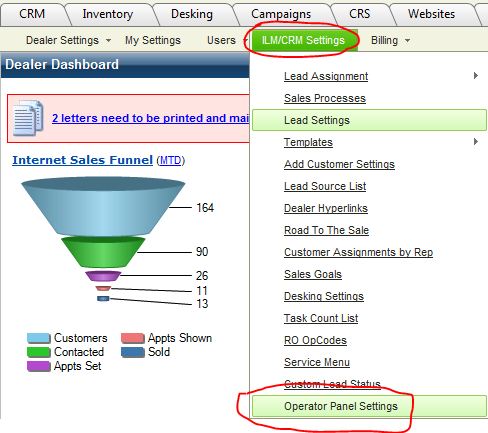 CRM Inventory Desking Campaigns CRS Websites
Dealer Settings My Settings Users ILM/CRM Settings Billing
Dealer Dashboard
2 letters need to be printed and mai
Internet Sales Funnel (MTD)
164
90
26
11
13
Customers Appts Shown
Contacted Sold
Appts Set
Lead Assignment
Sales Processes
Lead Settings
Templates
Add Customer Settings
Lead Source List
Dealer Hyperlinks
Road To The Sale
Customer Assignments by Rep
Sales Goals
Desking Settings
Task Count List
RO OpCodes
Service Menu
Custom Lead Status
Operator Panel Settings